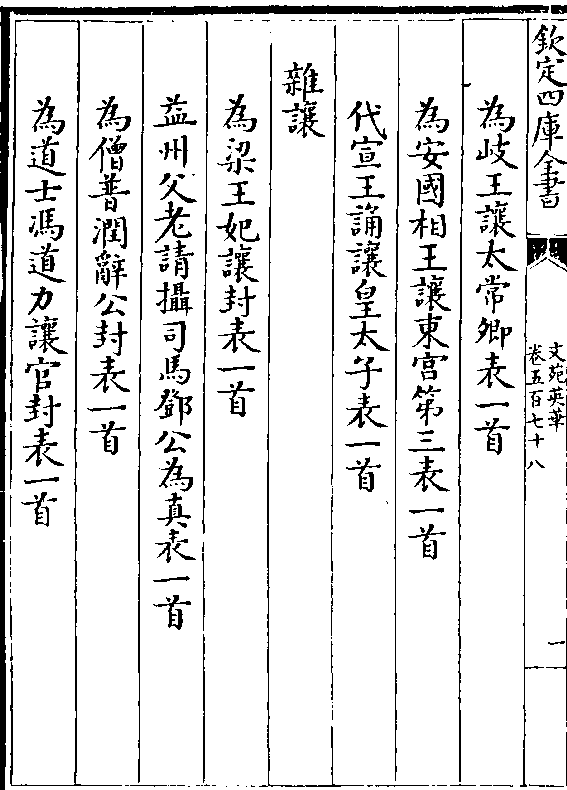 欽定四庫全書
文苑英華
卷五百七十八
一
為岐王讓太常卿表一首
為安國相王讓東宫第三表一首
代宣王誦讓皇太子表一首
雜讓
為梁王妃讓封表一首
益州父老請攝司馬鄧公為真表一首
為僧普潤辭公封表一首
為道士馮道力讓官封表一首